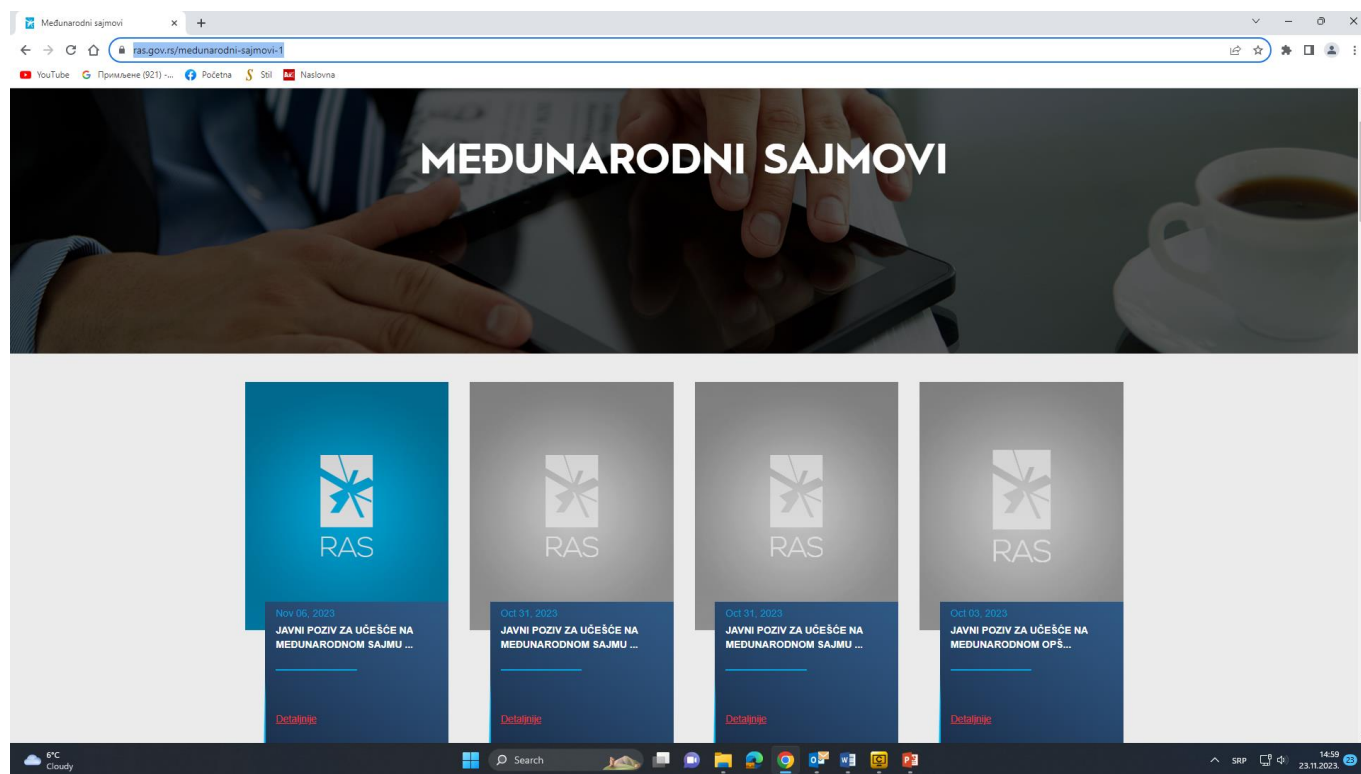 Međunarodni sajmovi
ras.gov.rs/medunarodni-sajmovi-1
YouTube
Примљене (921) -...
Početna
Stil
Naslovna
MEĐUNARODNI SAJMOVI
RAS
RAS
RAS
RAS
Nov 06, 2023
JAVNI POZIV ZA UČEŠĆE NA
MEĐUNARODNOM SAJMU ...
Detaljnije
Oct 31, 2023
JAVNI POZIV ZA UČEŠĆE NA
MEĐUNARODNOM SAJMU ...
Detaljnije
Oct 31, 2023
JAVNI POZIV ZA UČEŠĆE NA
MEĐUNARODNOM SAJMU ...
Detaljnije
Oct 03, 2023
JAVNI POZIV ZA UČEŠĆE NA
MEĐUNARODNOM OPŠ...
Detaljnije
6°C
Cloudy
Search
SRP
14:59
23.11.2023.
23